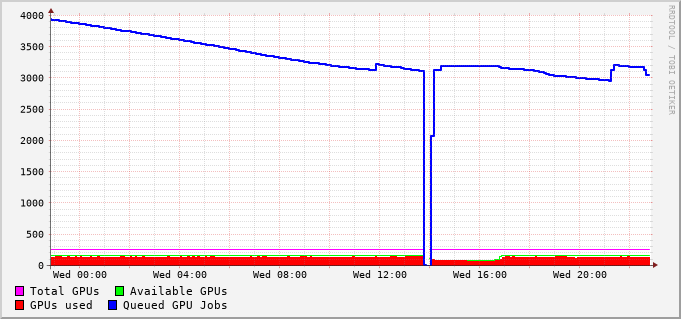 4000
3500
3000
2500
2000
1500
1000
500
0
Wed 00:00 Wed 04:00 Wed 08:00 Wed 12:00 Wed 16:00 Wed 20:00
Total GPUs Available GPUs
GPUs used Queued GPU Jobs
RRDTOOL / TOBI OETIKER